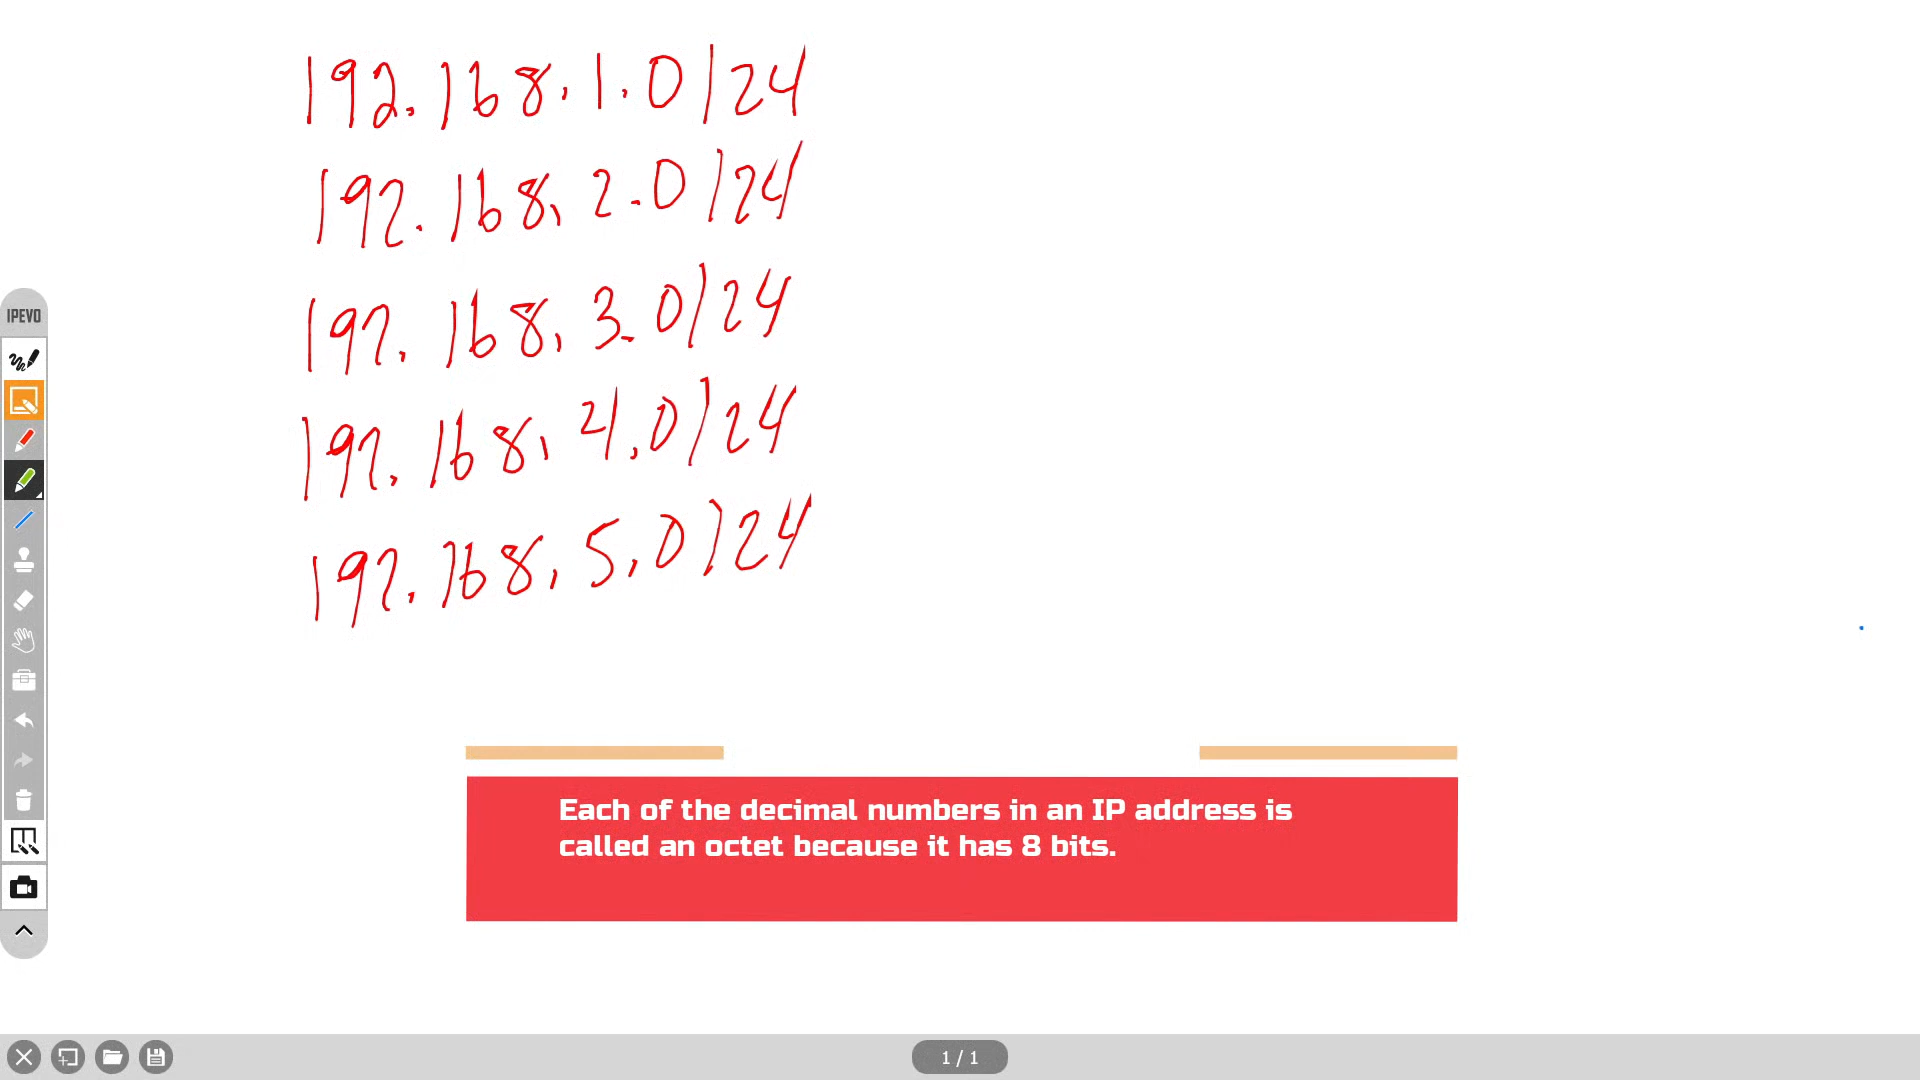 192.168.1.0/24
192.168.2.0/24
192.168.3.0/24
192.168.4.0/24
192.168.5.0/24
IPEVO
Each of the decimal numbers in an IP address is
called an octet because it has 8 bits.
1 / 1